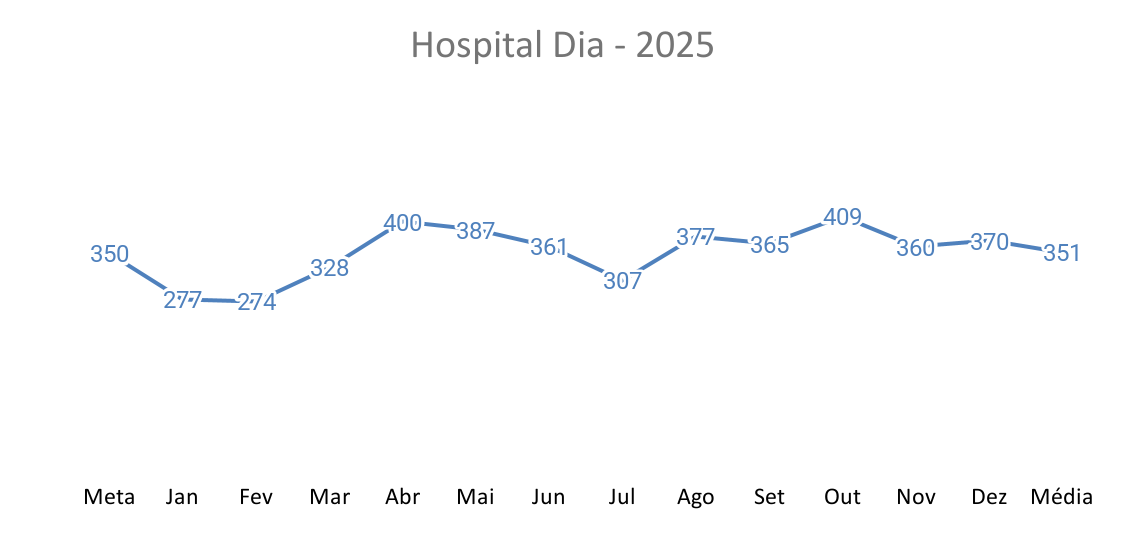 Hospital Dia - 2025
350 277 274 328 400 387 361 307 377 365 409 360 370 351
Meta Jan Fev Mar Abr Mai Jun Jul Ago Set Out Nov Dez Média